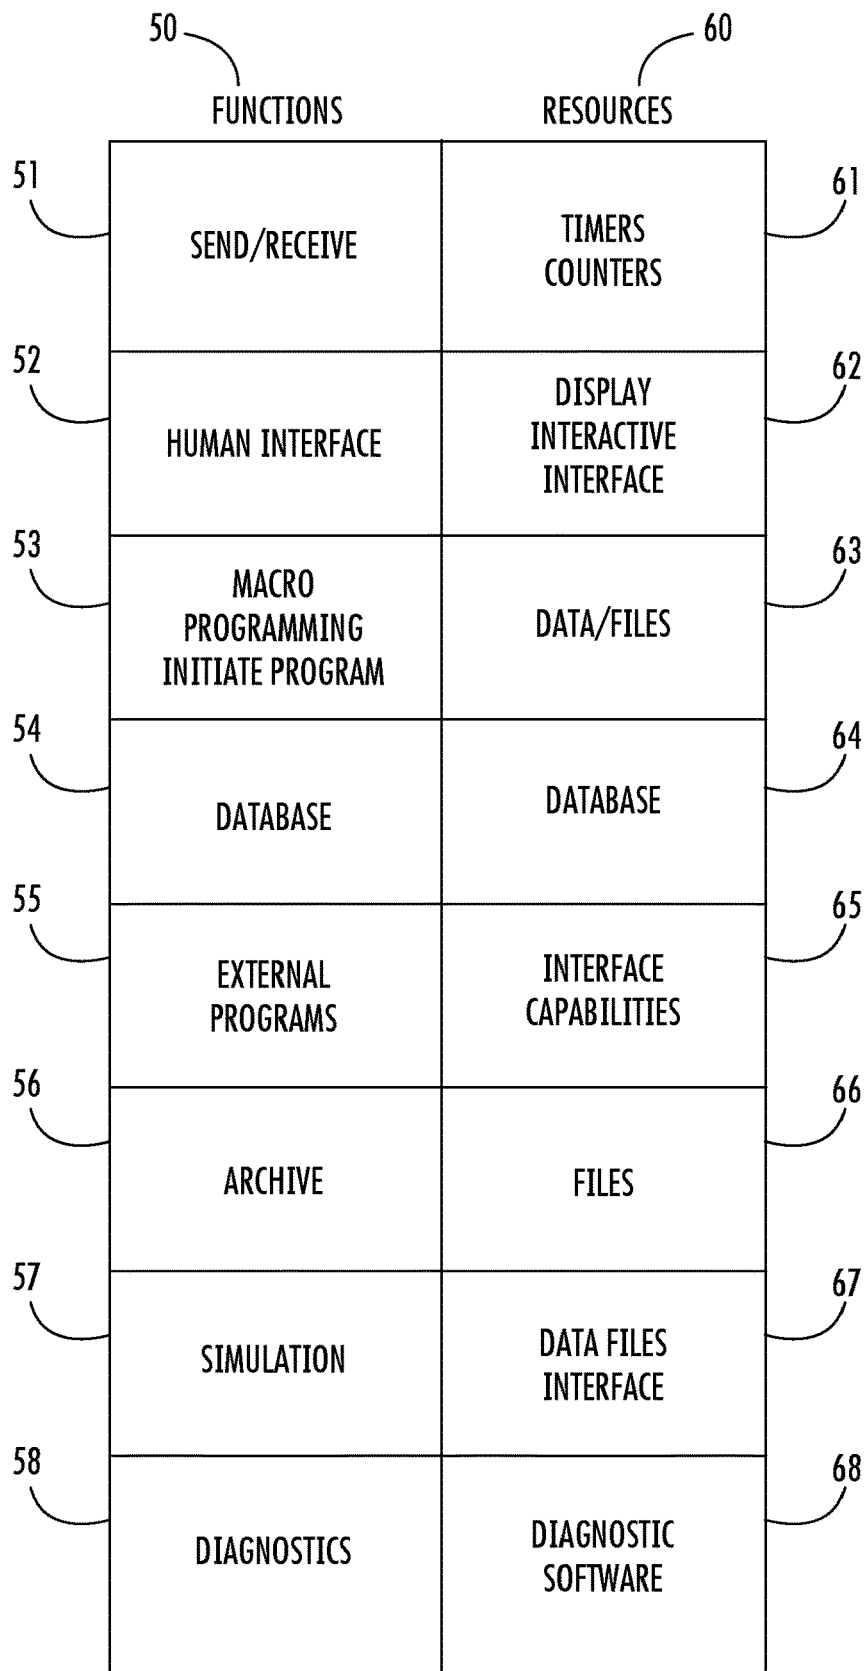 50
60
FUNCTIONS
RESOURCES
51
SEND/RECEIVE
TIMERS
COUNTERS
61
52
HUMAN INTERFACE
DISPLAY
INTERACTIVE
INTERFACE
62
53
MACRO
PROGRAMMING
INITIATE PROGRAM
DATA/FILES
63
54
DATABASE
DATABASE
64
55
EXTERNAL
PROGRAMS
INTERFACE
CAPABILITIES
65
56
ARCHIVE
FILES
66
57
SIMULATION
DATA FILES
INTERFACE
67
58
DIAGNOSTICS
DIAGNOSTIC
SOFTWARE
68